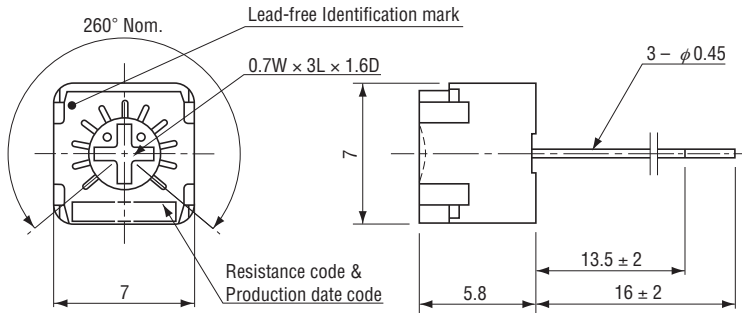 Lead-free Identification mark
260° Nom.
0.7W × 3L × 1.6D
3 – φ0.45
7
13.5 ± 2
Resistance code &
Production date code
7
5.8
16 ± 2